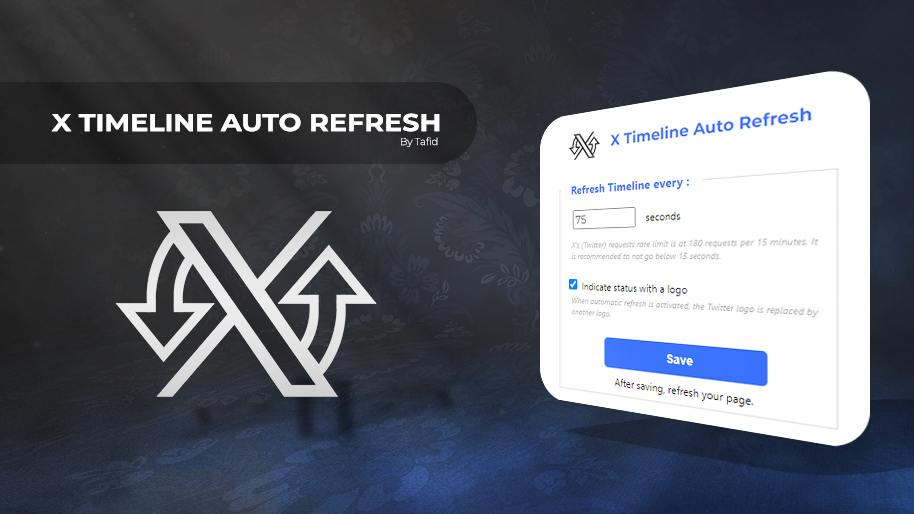 X TIMELINE AUTO REFRESH
By Tafid
X Timeline Auto Refresh
Refresh Timeline every :
75 seconds
X's (Twitter) requests rate limit is at 180 requests per 15 minutes. It
is recommended to not go below 15 seconds.
Indicate status with a logo
When automatic refresh is activated, the Twitter logo is replaced by
another logo.
Save
After saving, refresh your page.